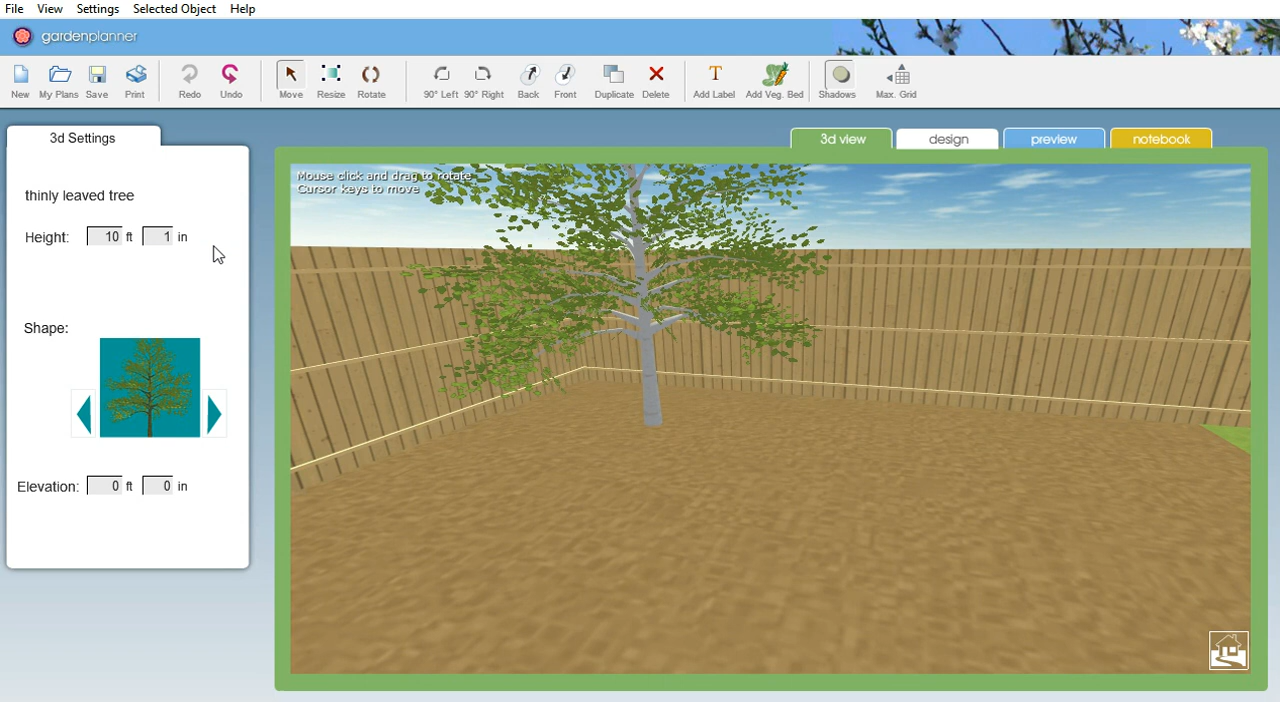 File View Settings Selected Object Help
gardenplanner
New My Plans Save Print Redo Undo Move Resize Rotate 90° Left 90° Right Back Front Duplicate Delete Add Label Add Veg. Bed Shadows Max. Grid
3d Settings
3d view design preview notebook
thinly leaved tree
Height: 10 ft 1 in
Shape:
Elevation: 0 ft 0 in
Mouse click and drag to rotate
Cursor keys to move